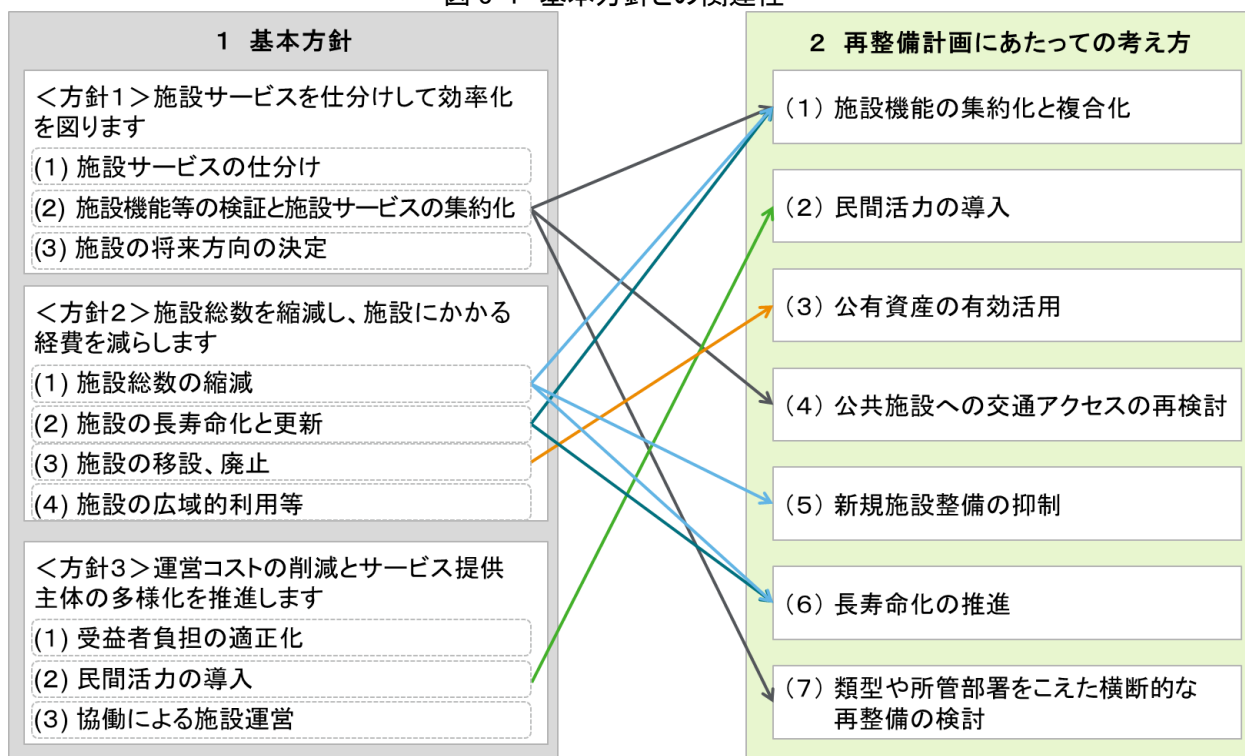 1 基本方針
＜方針１＞施設サービスを仕分けして効率化
を図ります
(1) 施設サービスの仕分け
(2) 施設機能等の検証と施設サービスの集約化
(3) 施設の将来方向の決定
＜方針２＞施設総数を縮減し、施設にかかる
経費を減らします
(1) 施設総数の縮減
(2) 施設の長寿命化と更新
(3) 施設の移設、廃止
(4) 施設の広域的利用等
＜方針３＞運営コストの削減とサービス提供
主体の多様化を推進します
(1) 受益者負担の適正化
(2) 民間活力の導入
(3) 協働による施設運営
2 再整備計画にあたっての考え方
（１）施設機能の集約化と複合化
（２）民間活力の導入
（３）公有資産の有効活用
（４）公共施設への交通アクセスの再検討
（５）新規施設整備の抑制
（６）長寿命化の推進
（７）類型や所管部署をこえた横断的な
再整備の検討